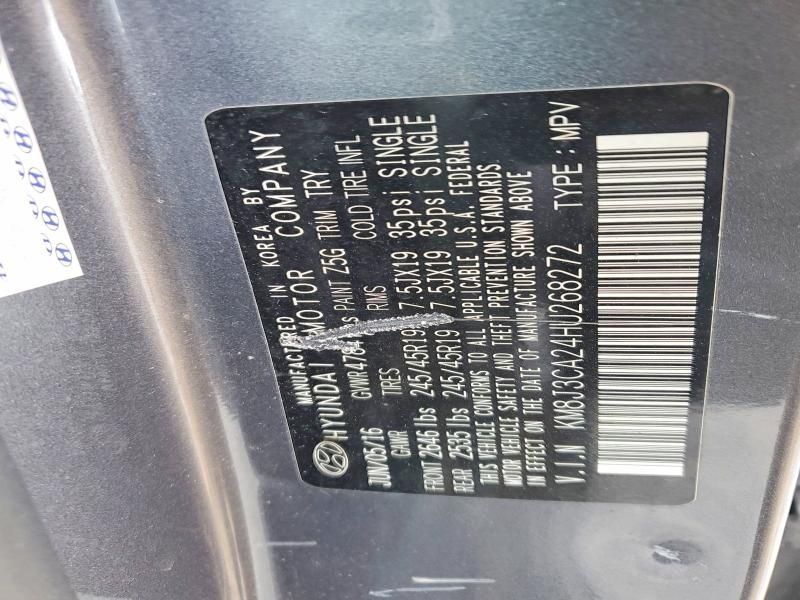 MANUFACTURED IN KOREA BY
HYUNDAI MOTOR COMPANY
JUN/05/16 GVWR 4784 PAINT Z5G TRIM TRY
GAWR TIRES RIMS COLD TIRE INFL
FRONT 2646 lbs 245/45R19 7.5JX19 35psi SINGLE
REAR 2535 lbs 245/45R19 7.5JX19 35psi SINGLE
THIS VEHICLE CONFORMS TO ALL APPLICABLE U.S.A. FEDERAL
MOTOR VEHICLE SAFETY AND THEFT PREVENTION STANDARDS
IN EFFECT ON THE DATE OF MANUFACTURE SHOWN ABOVE
V.I.N KM8J3CA24HU268272 TYPE : MPV